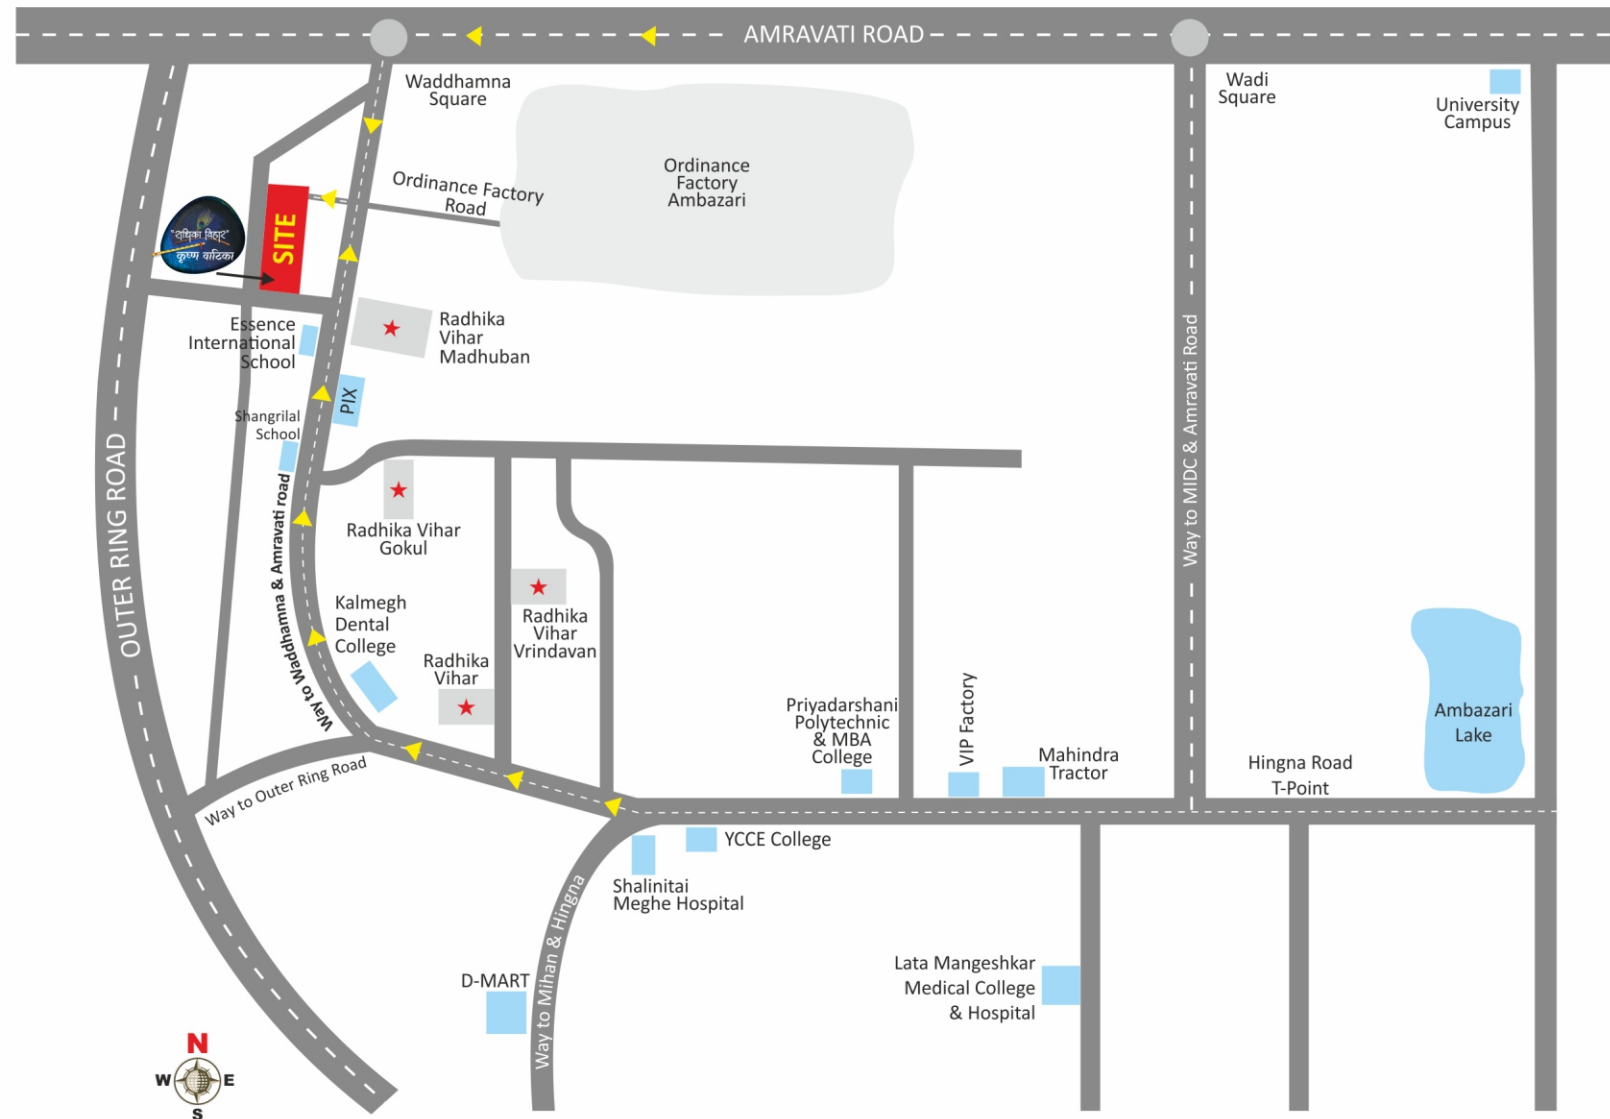 AMRAVATI ROAD
Waddhamna
Square
Wadi
Square
University
Campus
Ordinance
Factory
Ambazari
Ordinance Factory
Road
"राधिका विहार"
कृष्ण वाटिका
SITE
Essence
International
School
Radhika
Vihar
Madhuban
PIX
Shangrilal
School
OUTER RING ROAD
Way to Waddhamna & Amravati road
Way to MIDC & Amravati Road
Radhika Vihar
Gokul
Kalmegh
Dental
College
Radhika
Vihar
Vrindavan
Radhika
Vihar
Priyadarshani
Polytechnic
& MBA
College
VIP Factory
Mahindra
Tractor
Hingna Road
T-Point
Ambazari
Lake
Way to Outer Ring Road
YCCE College
Shalinitai
Meghe Hospital
Way to Mihan & Hingna
D-MART
Lata Mangeshkar
Medical College
& Hospital
N
W
E
S